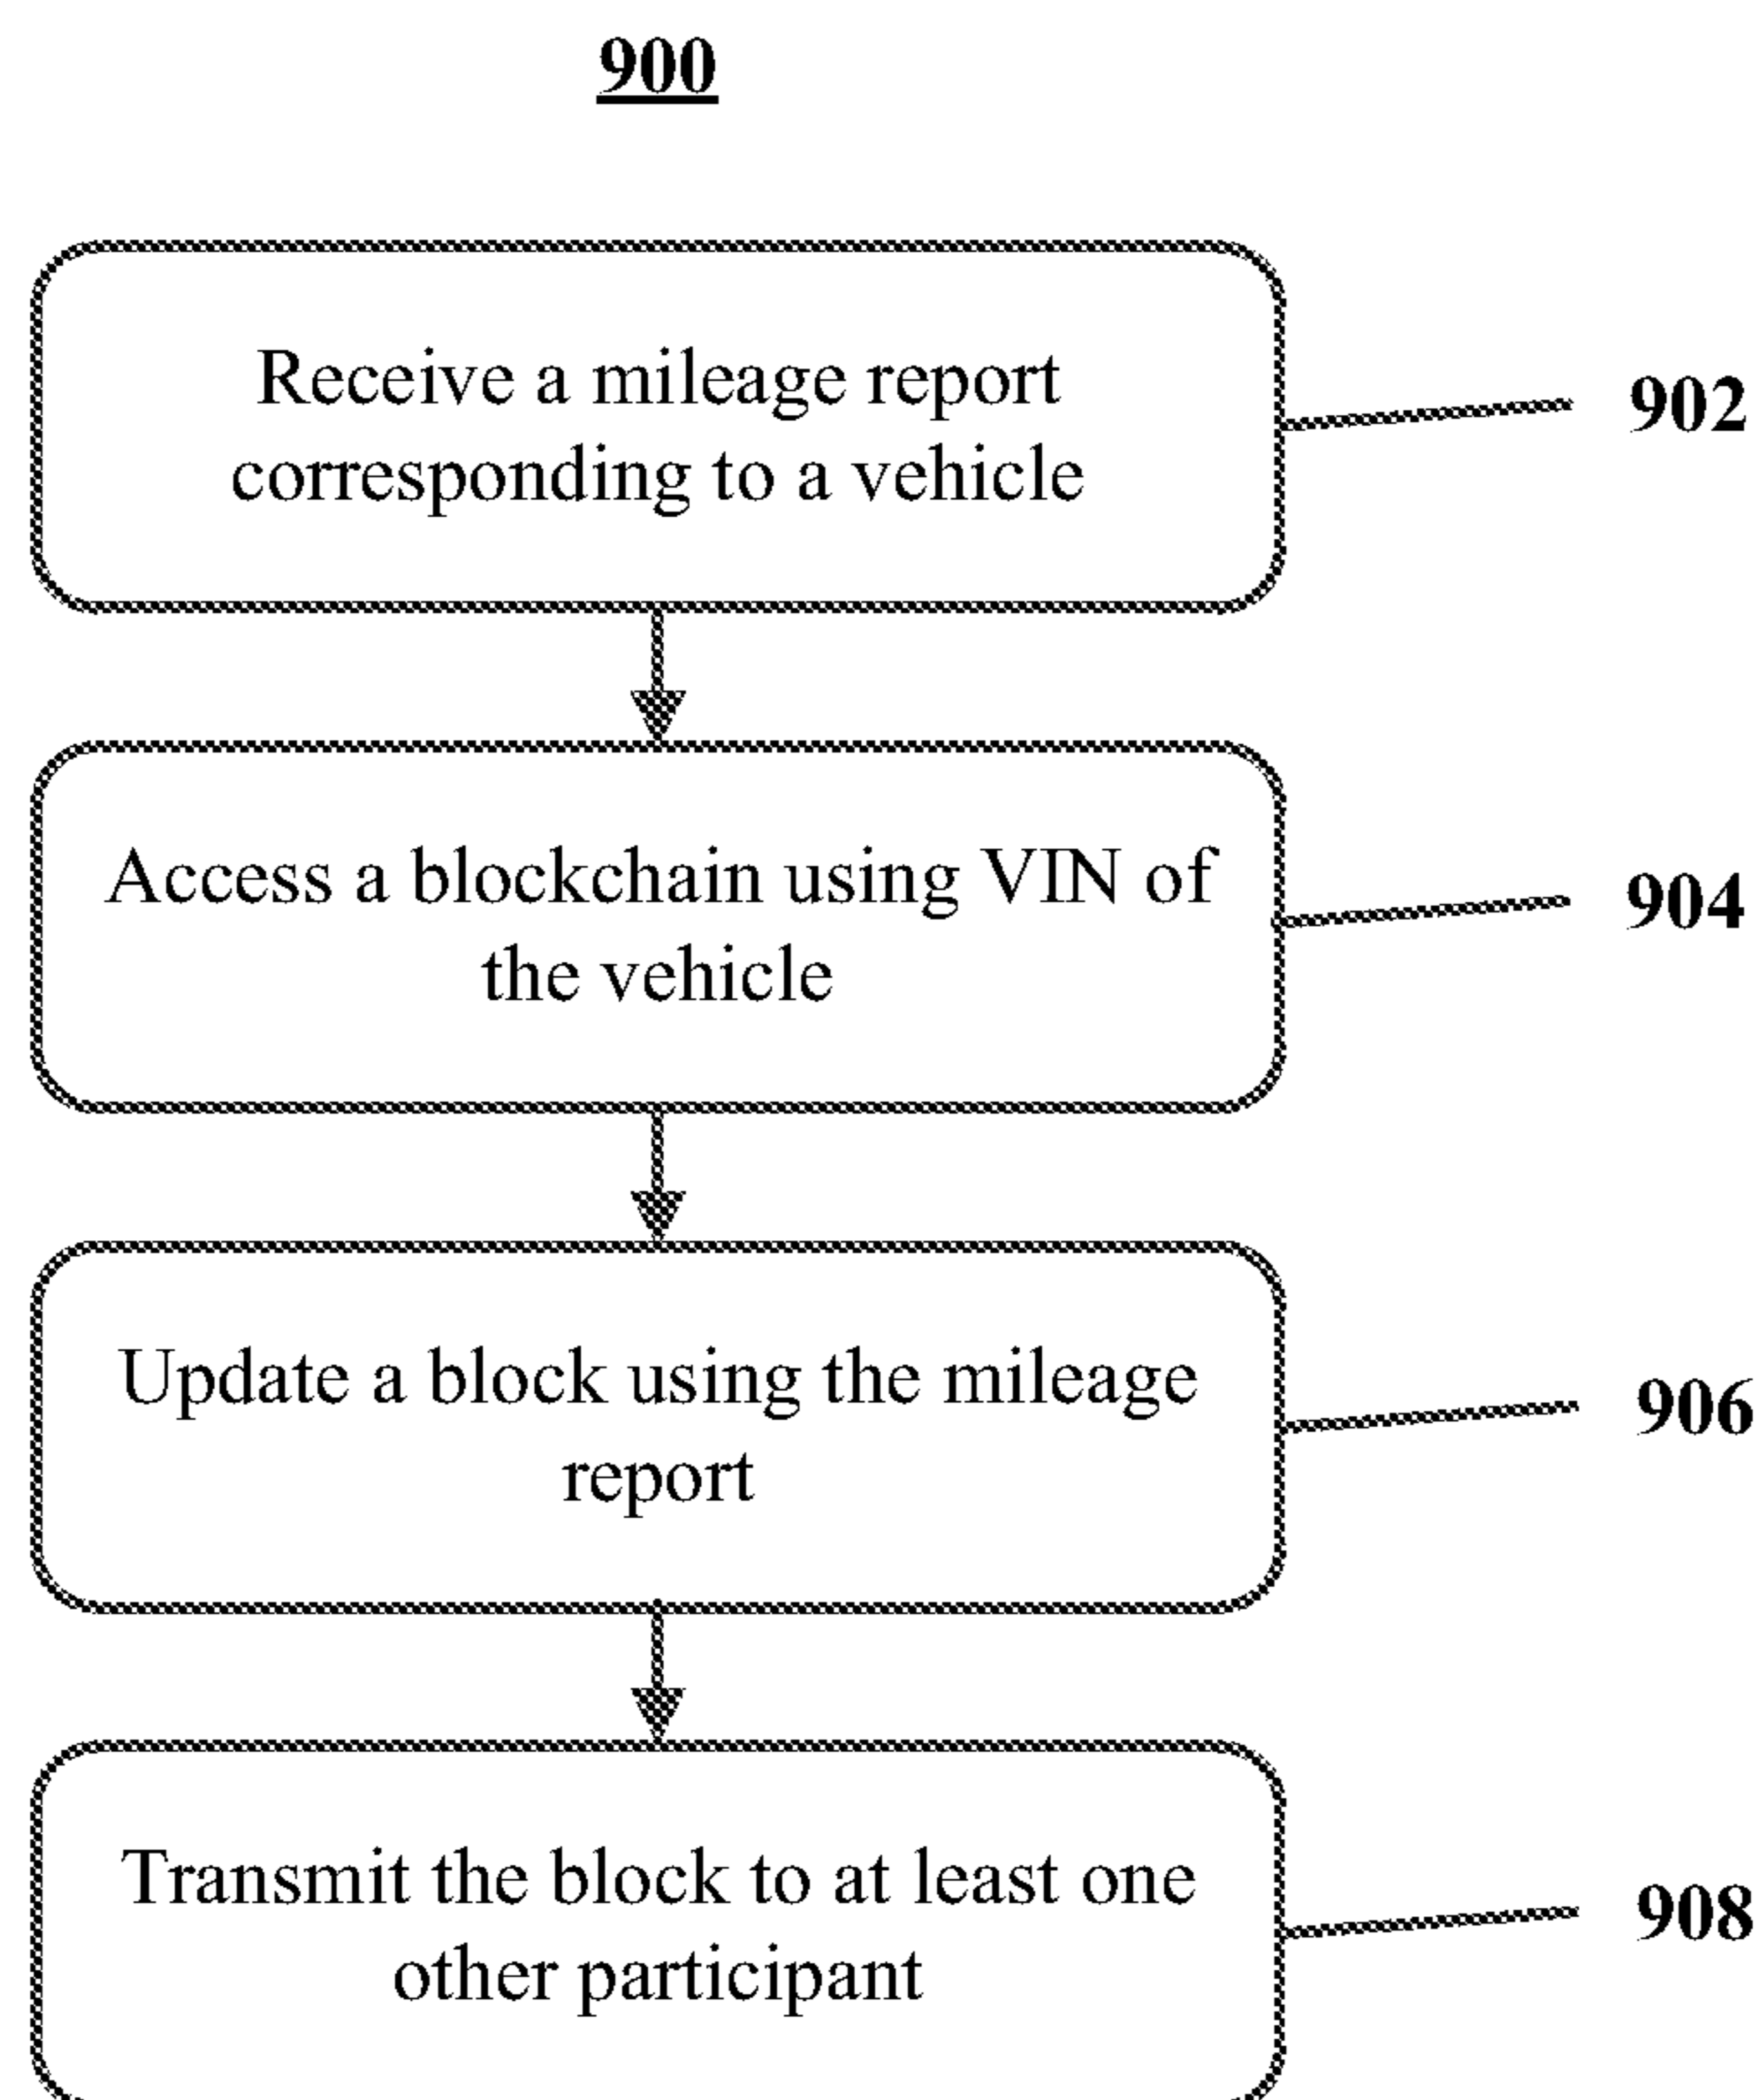 900
Receive a mileage report
corresponding to a vehicle
902
Access a blockchain using VIN of
the vehicle
904
Update a block using the mileage
report
906
Transmit the block to at least one
other participant
908